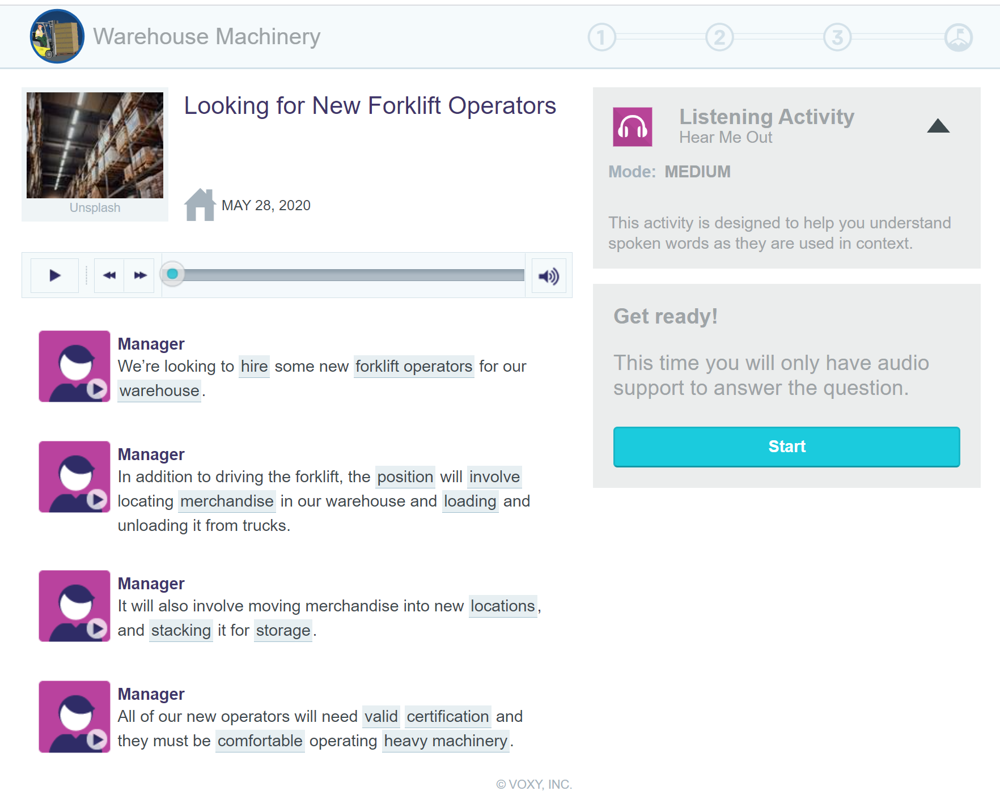 Warehouse Machinery
1
2
3
Looking for New Forklift Operators
Unsplash
MAY 28, 2020
Manager
We’re looking to hire some new forklift operators for our
warehouse.
Manager
In addition to driving the forklift, the position will involve
locating merchandise in our warehouse and loading and
unloading it from trucks.
Manager
It will also involve moving merchandise into new locations,
and stacking it for storage.
Manager
All of our new operators will need valid certification and
they must be comfortable operating heavy machinery.
© VOXY, INC.
Listening Activity
Hear Me Out
Mode: MEDIUM
This activity is designed to help you understand
spoken words as they are used in context.
Get ready!
This time you will only have audio
support to answer the question.
Start